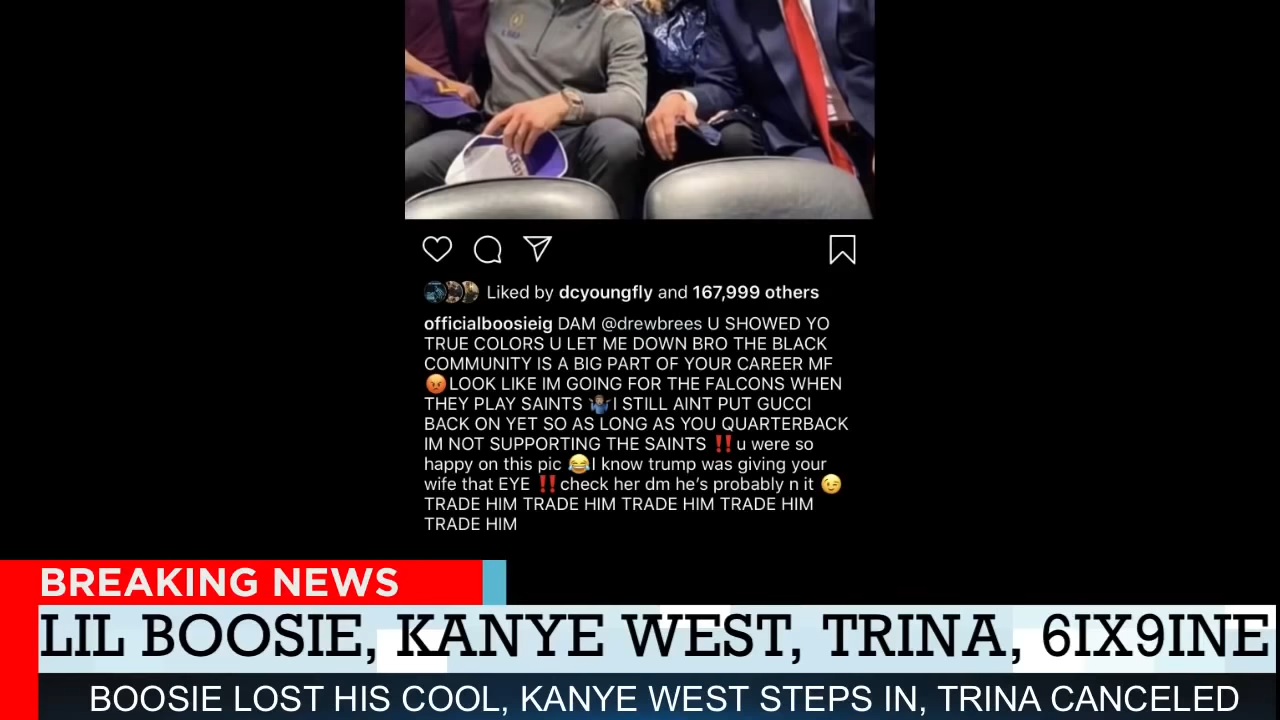 Liked by dcyoungfly and 167,999 others
officialboosieig DAM @drewbrees U SHOWED YO
TRUE COLORS U LET ME DOWN BRO THE BLACK
COMMUNITY IS A BIG PART OF YOUR CAREER MF
😡LOOK LIKE IM GOING FOR THE FALCONS WHEN
THEY PLAY SAINTS 🤷🏾‍♂️I STILL AINT PUT GUCCI
BACK ON YET SO AS LONG AS YOU QUARTERBACK
IM NOT SUPPORTING THE SAINTS ‼️u were so
happy on this pic 😂I know trump was giving your
wife that EYE ‼️check her dm he’s probably n it 😉
TRADE HIM TRADE HIM TRADE HIM TRADE HIM
TRADE HIM
BREAKING NEWS
LIL BOOSIE, KANYE WEST, TRINA, 6IX9INE
BOOSIE LOST HIS COOL, KANYE WEST STEPS IN, TRINA CANCELED